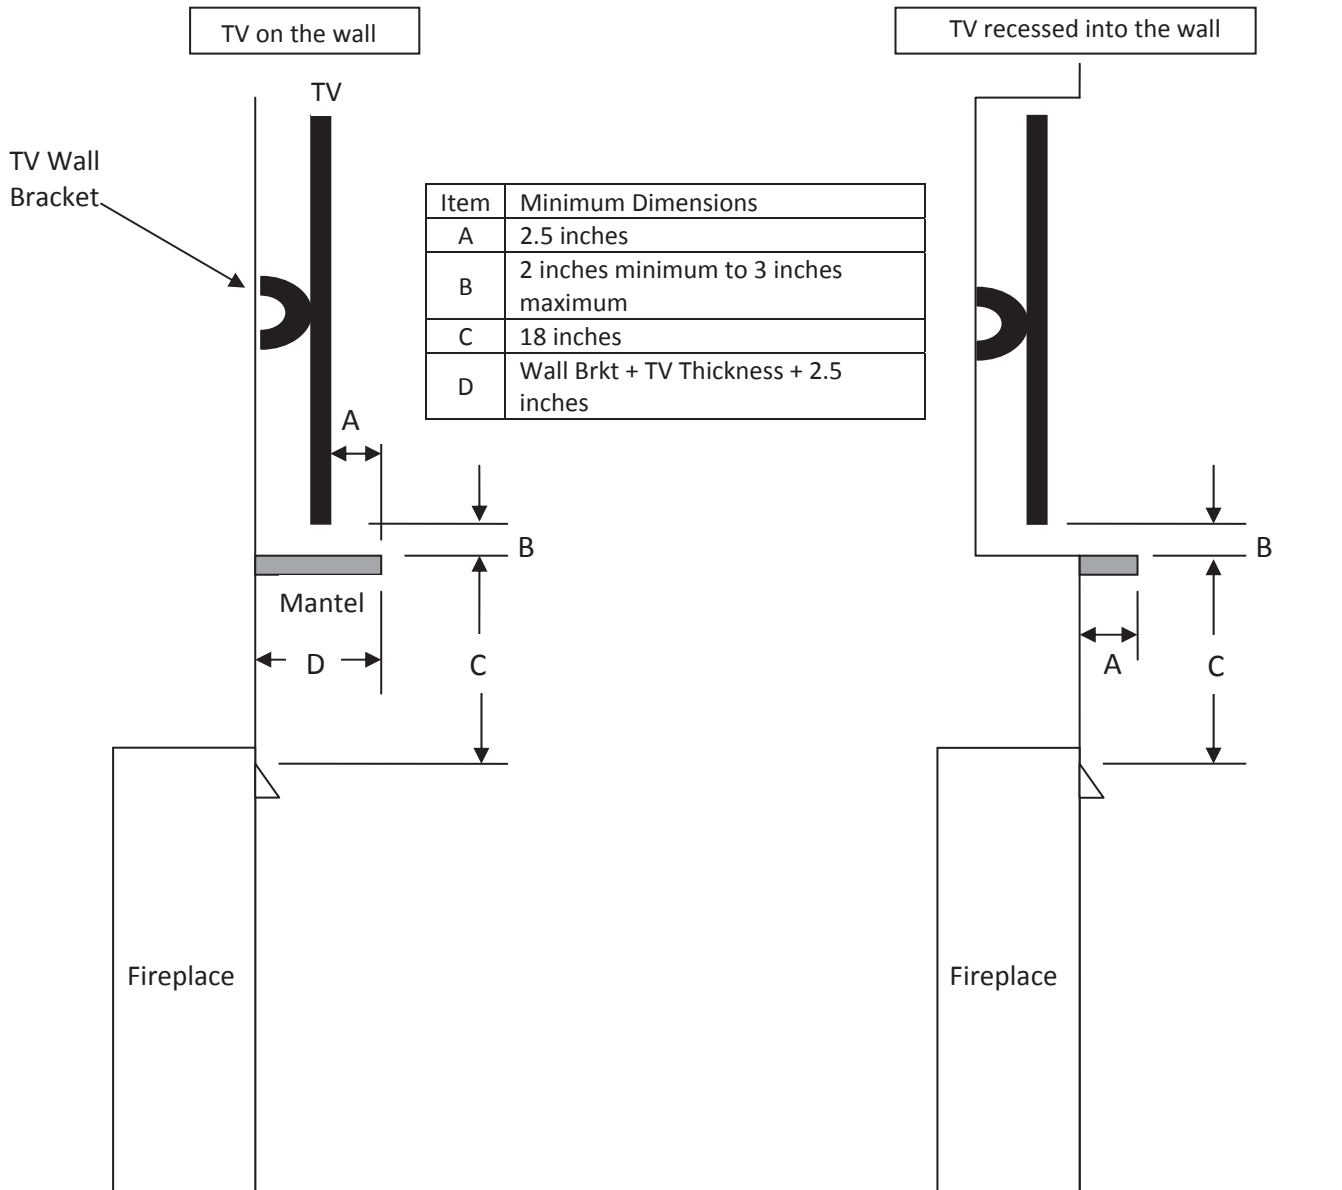 TV on the wall
TV recessed into the wall
TV
TV Wall
Bracket
Item Minimum Dimensions
A 2.5 inches
B 2 inches minimum to 3 inches
maximum
C 18 inches
D Wall Brkt + TV Thickness + 2.5
inches
A
B
Mantel
D
C
Fireplace
B
A
C
Fireplace